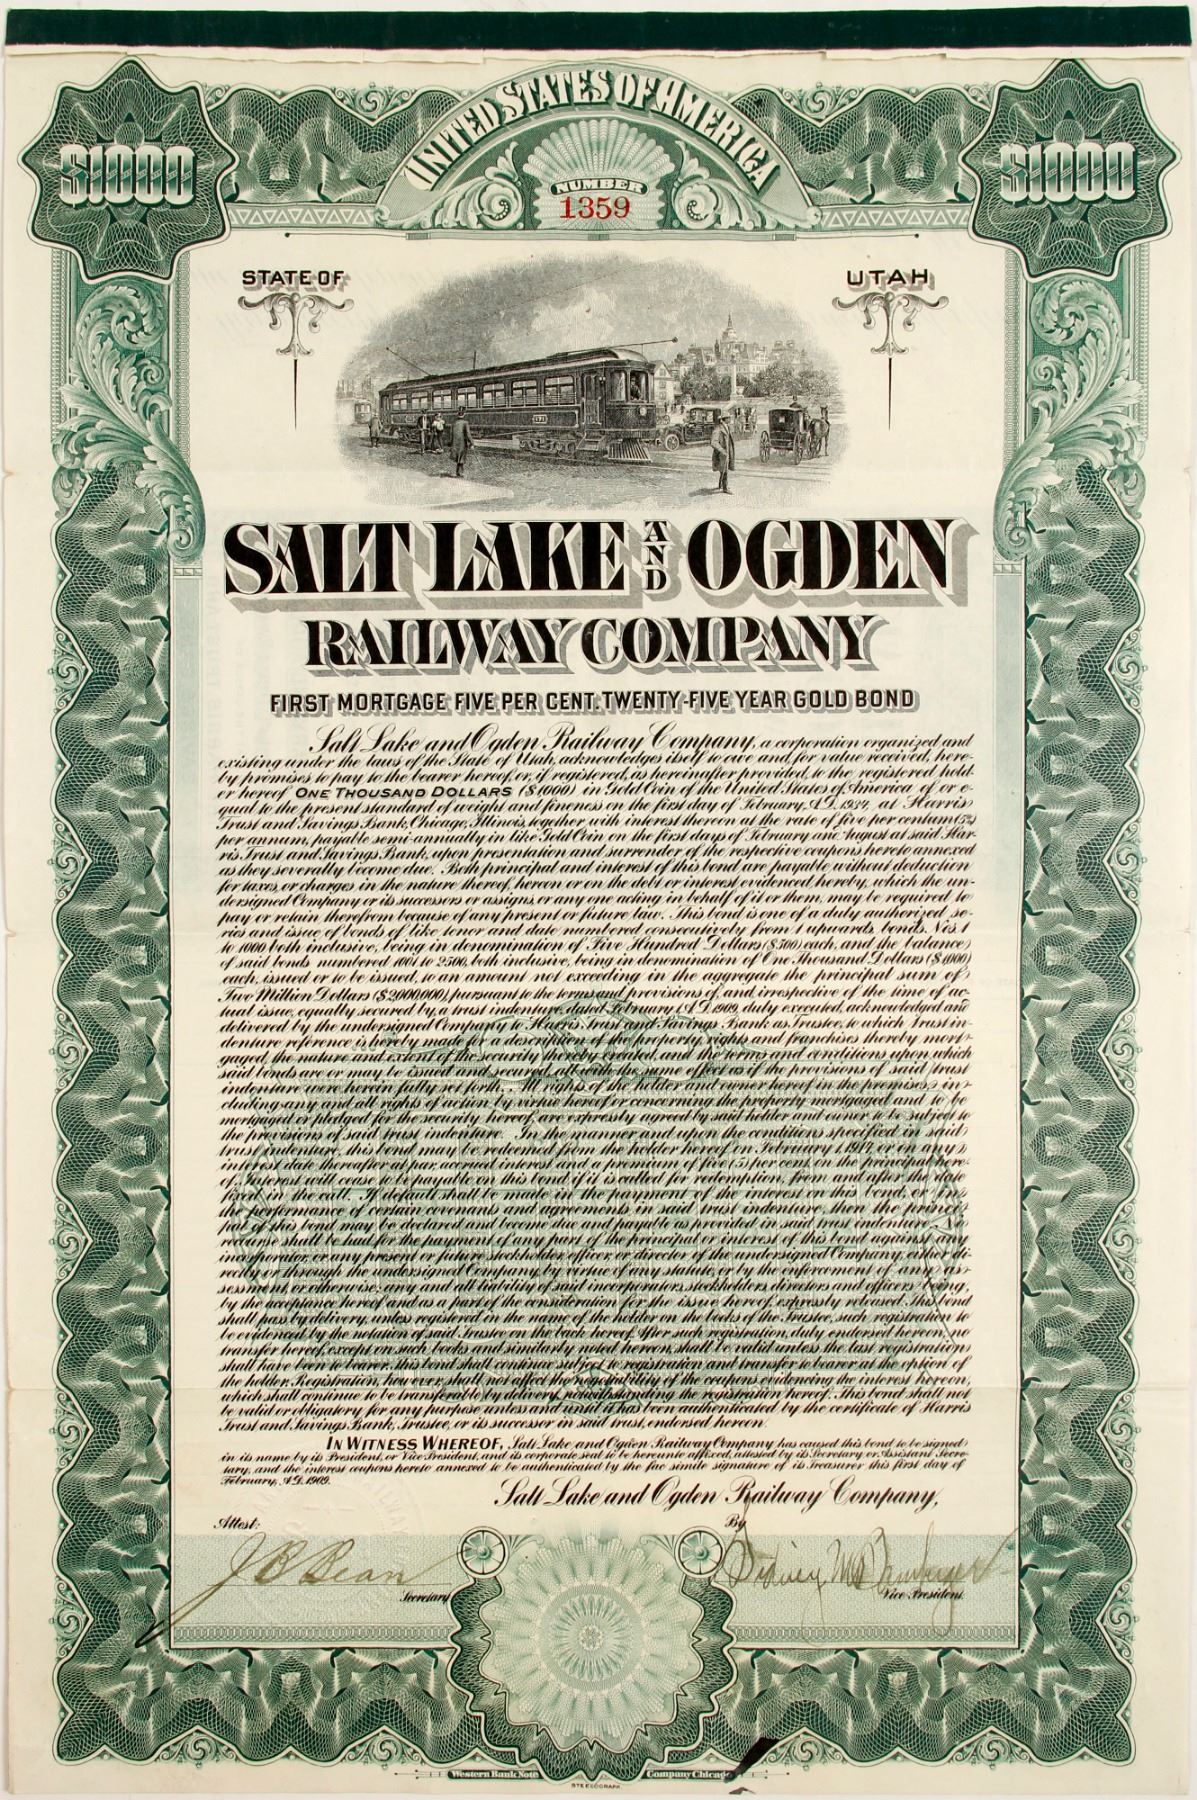 UNITED STATES OF AMERICA
$1000
$1000
NUMBER
1359
STATE OF
UTAH
SALT LAKE AND OGDEN
RAILWAY COMPANY
FIRST MORTGAGE FIVE PER CENT. TWENTY-FIVE YEAR GOLD BOND
Salt Lake and Ogden Railway Company, a corporation organized and
existing under the laws of the State of Utah, acknowledges itself to owe and, for value received, here-
by promises to pay to the bearer hereof, or, if registered, as hereinafter provided, to the registered hold-
er hereof ONE THOUSAND DOLLARS ($1000) in Gold Coin of the United States of America of or e-
qual to the present standard of weight and fineness on the first day of February, A.D. 1934, at Harris
Trust and Savings Bank, Chicago, Illinois, together with interest thereon at the rate of five per centum (5%)
per annum, payable semi-annually in like Gold Coin on the first days of February and August at said Har-
ris Trust and Savings Bank, upon presentation and surrender of the respective coupons hereto annexed
as they severally become due. Both principal and interest of this bond are payable without deduction
for taxes, or charges in the nature thereof, hereon or on the debt or interest evidenced hereby, which the un-
dersigned Company or its successors or assigns, or any one acting in behalf of it or them, may be required to
pay or retain therefrom because of any present or future law. This bond is one of a duly authorized se-
ries and issue of bonds of like tenor and date numbered consecutively from 1 upwards, bonds Nos. 1
to 1000 both inclusive, being in denomination of Five Hundred Dollars ($500) each, and the balance
of said bonds numbered 1001 to 2500, both inclusive, being in denomination of One Thousand Dollars ($1000)
each, issued or to be issued, to an amount not exceeding in the aggregate the principal sum of
Two Million Dollars ($2,000,000), pursuant to the terms and provisions of, and irrespective of the time of ac-
tual issue, equally secured by, a trust indenture, dated February 1, A.D. 1909, duly executed, acknowledged and
delivered by the undersigned Company to Harris Trust and Savings Bank as Trustee, to which trust in-
denture reference is hereby made for a description of the property, rights and franchises thereby mort-
gaged, the nature and extent of the security thereby created, and the terms and conditions upon which
said bonds are or may be issued and secured, all with the same effect as if the provisions of said trust
indenture were herein fully set forth. All rights of the holder and owner hereof in the premises, in-
cluding any and all rights of action by virtue hereof or concerning the property mortgaged and to be
mortgaged or pledged for the security hereof, are expressly agreed by said holder and owner to be subject to
the provisions of said trust indenture. In the manner and upon the conditions specified in said
trust indenture, this bond may be redeemed from the holder hereof on February 1, 1914, or on any
interest date thereafter at par, accrued interest and a premium of five (5) per cent. on the principal here-
of. Interest will cease to be payable on this bond if it is called for redemption, from and after the date
fixed in the call. If default shall be made in the payment of the interest on this bond, or in
the performance of certain covenants and agreements in said trust indenture, then the princi-
pal of this bond may be declared and become due and payable as provided in said trust indenture. No
recourse shall be had for the payment of any part of the principal or interest of this bond against any
incorporator, or any present or future stockholder, officer, or director of the undersigned Company, either di-
rectly or through the undersigned Company, by virtue of any statute, or by the enforcement of any as-
sessment, or otherwise, any and all liability of said incorporators, stockholders, directors and officers being,
by the acceptance hereof and as a part of the consideration for the issue hereof, expressly released. This bond
shall pass by delivery, unless registered in the name of the holder on the books of the Trustee, such registration to
be evidenced by the notation of said Trustee on the back hereof. After such registration, duly endorsed hereon, no
transfer hereof, except on such books and similarly noted hereon, shall be valid unless the last registration
shall have been to bearer. This bond shall continue subject to registration and transfer to bearer at the option of
the holder. Registration, however, shall not affect the negotiability of the coupons evidencing the interest hereon,
which shall continue to be transferable by delivery, notwithstanding the registration hereof. This bond shall not
be valid or obligatory for any purpose unless and until it has been authenticated by the certificate of Harris
Trust and Savings Bank, Trustee, or its successor in said trust, endorsed hereon.
IN WITNESS WHEREOF, Salt Lake and Ogden Railway Company has caused this bond to be signed
in its name by its President, or Vice President, and its corporate seal to be hereunto affixed, attested by its Secretary or Assistant Secre-
tary, and the interest coupons hereto annexed to be authenticated by the fac simile signature of its Treasurer this first day of
February, A.D. 1909.
Salt Lake and Ogden Railway Company,
Attest:
By
J B Bean
Sidney M Bamberger
Secretary
Vice President.
Western Bank Note Company Chicago
STEELOGRAPH